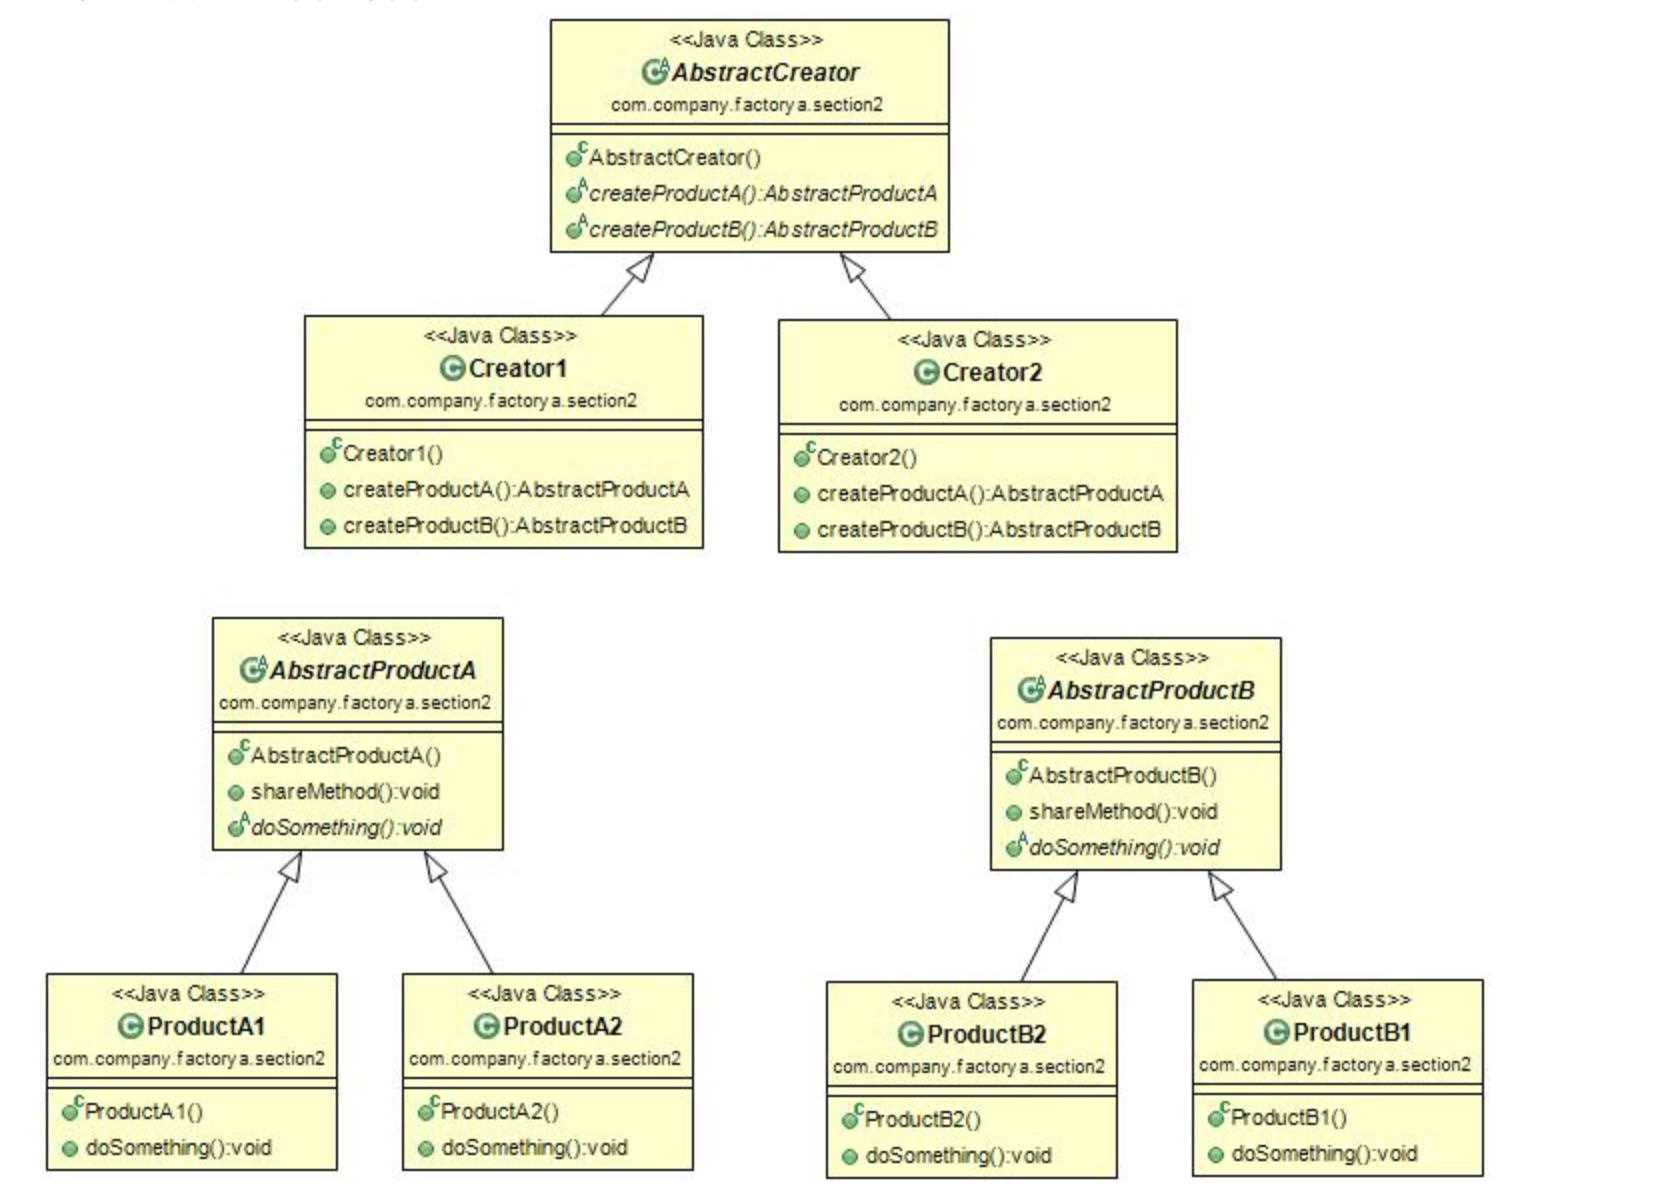 <<Java Class>>
AbstractCreator
com.company.factorya.section2
AbstractCreator()
createProductA():AbstractProductA
createProductB():AbstractProductB
<<Java Class>>
Creator1
com.company.factorya.section2
Creator1()
createProductA():AbstractProductA
createProductB():AbstractProductB
<<Java Class>>
Creator2
com.company.factorya.section2
Creator2()
createProductA():AbstractProductA
createProductB():AbstractProductB
<<Java Class>>
AbstractProductA
com.company.factorya.section2
AbstractProductA()
shareMethod():void
doSomething():void
<<Java Class>>
AbstractProductB
com.company.factorya.section2
AbstractProductB()
shareMethod():void
doSomething():void
<<Java Class>>
ProductA1
com.company.factorya.section2
ProductA1()
doSomething():void
<<Java Class>>
ProductA2
com.company.factorya.section2
ProductA2()
doSomething():void
<<Java Class>>
ProductB2
com.company.factorya.section2
ProductB2()
doSomething():void
<<Java Class>>
ProductB1
com.company.factorya.section2
ProductB1()
doSomething():void